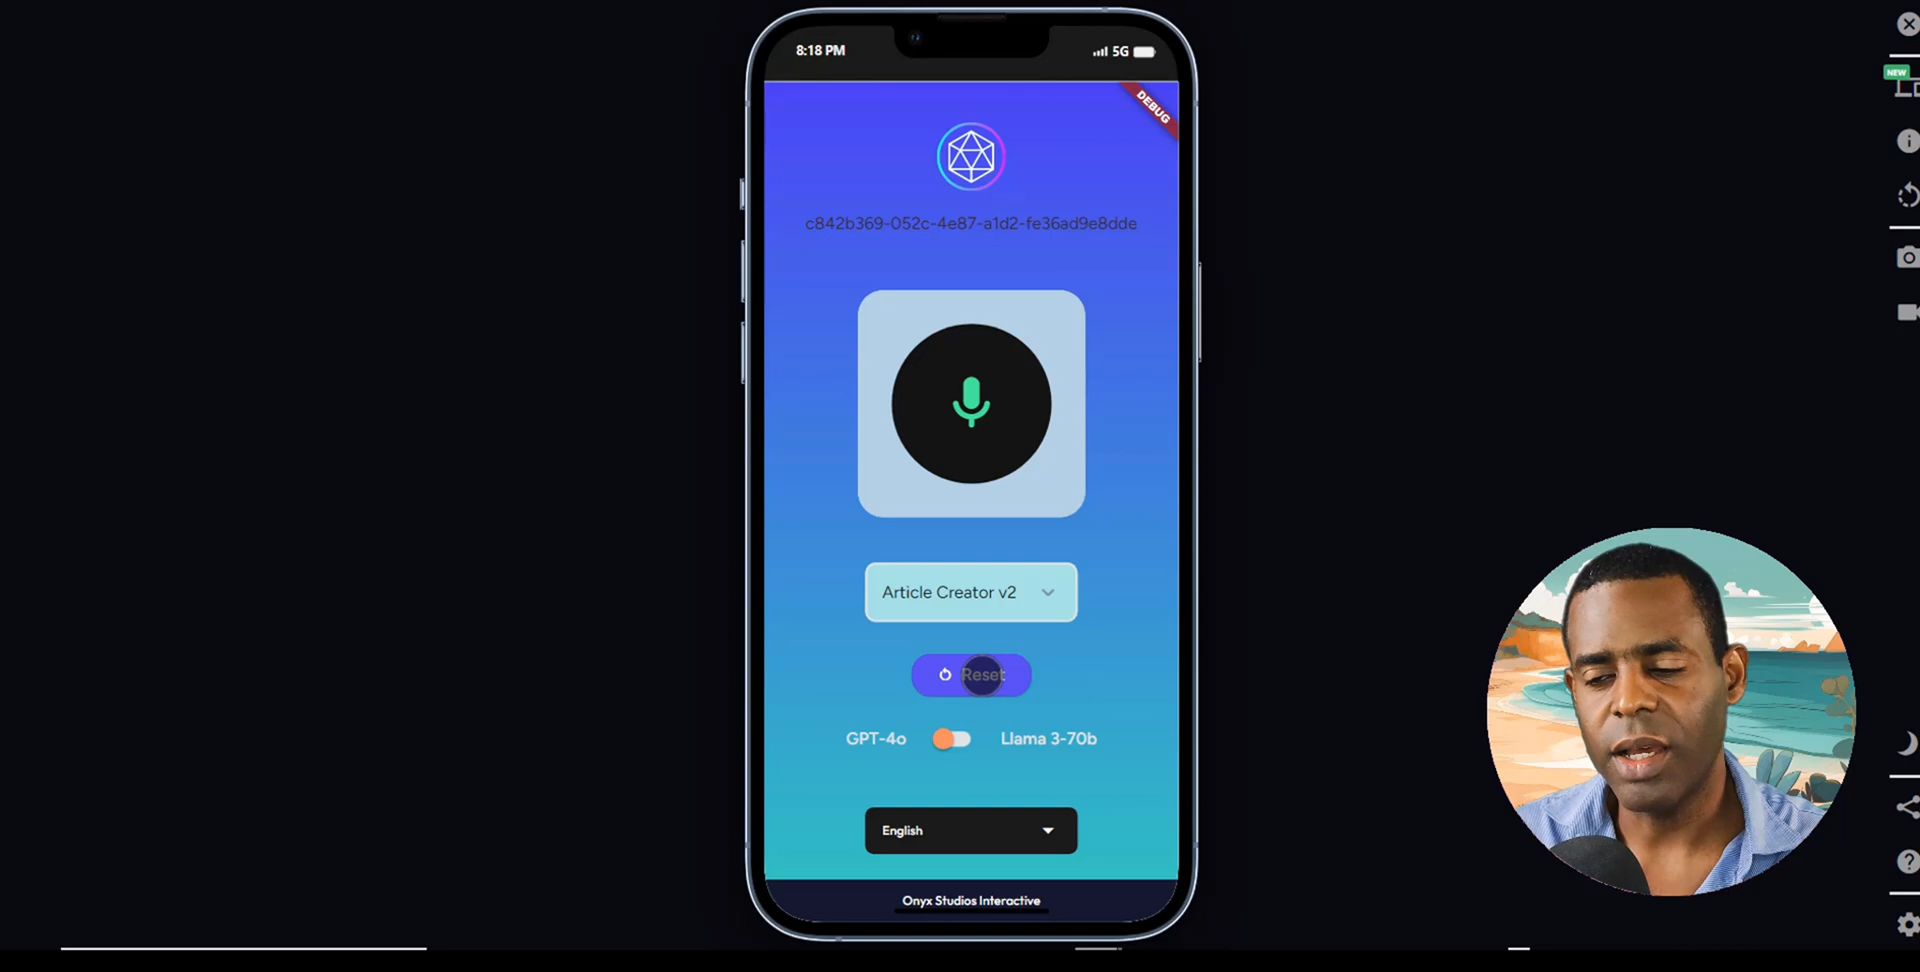 8:18 PM
5G
DEBUG
NEW
c842b369-052c-4e87-a1d2-fe36ad9e8dde
Article Creator v2
Reset
GPT-4o
Llama 3-70b
English
Onyx Studios Interactive